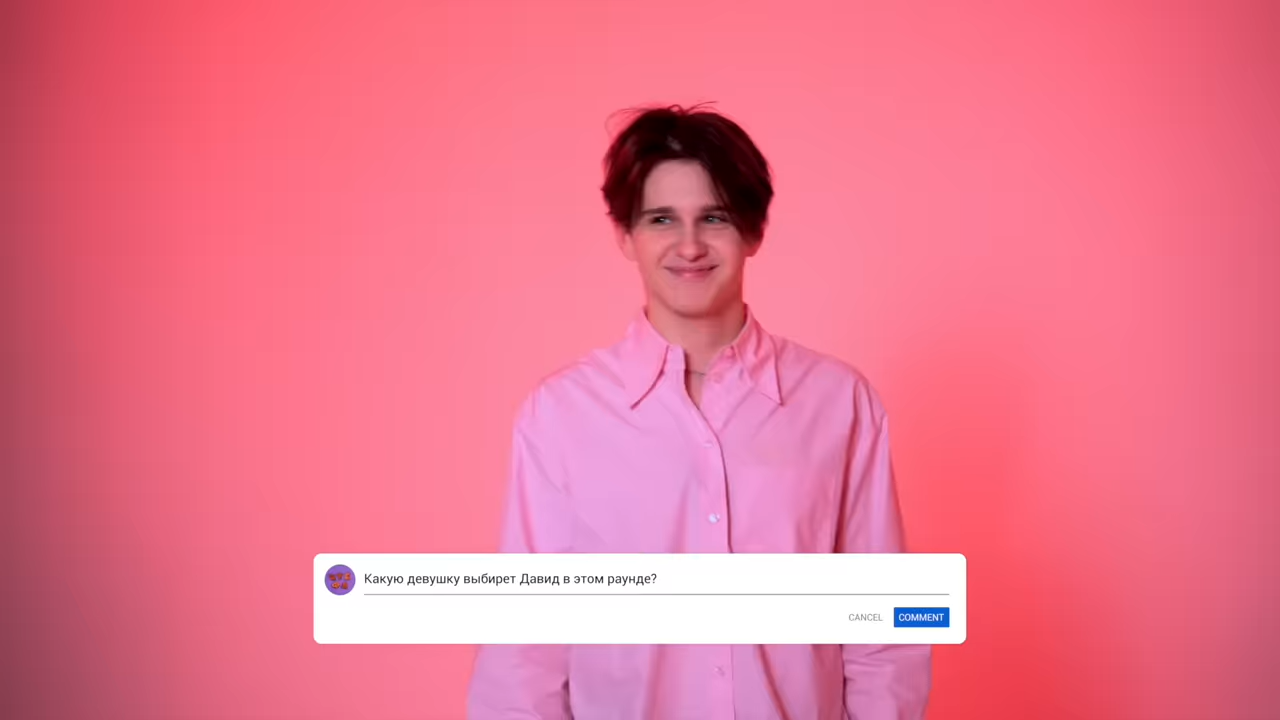 Какую девушку выбирет Давид в этом раунде?
CANCEL COMMENT